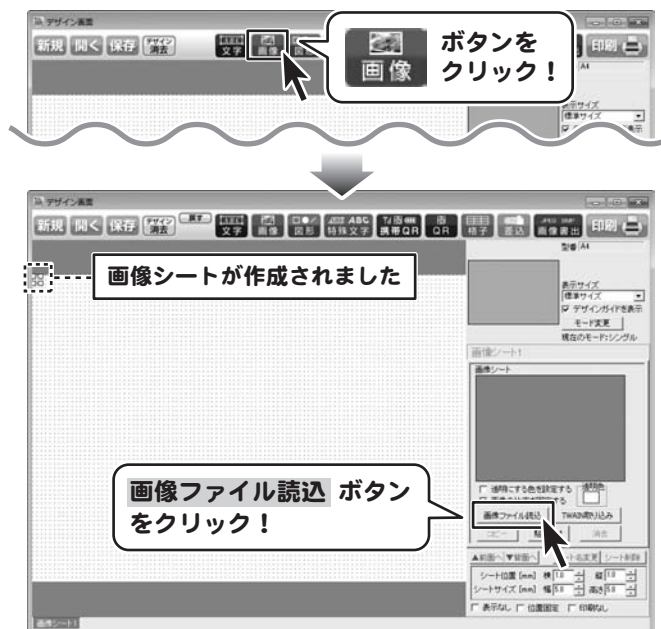 デザイン画面
新規 開く 保存 デザイン消去 文字 画像 図形 印刷
画像 ボタンを
クリック！
A4
表示サイズ
標準サイズ
デザイン画面
新規 開く 保存 デザイン消去 戻す 文字 画像 図形 特殊文字 携帯QR QR 格子 差込 画像書出 印刷
型番 A4
画像シートが作成されました
表示サイズ
標準サイズ
デザインガイドを表示
モード変更
現在のモード:シングル
画像シート1
画像シート
透明にする色を設定する 透明色
画像ファイル読込 ボタン
をクリック！
画像ファイル読込 TWAIN取り込み
コピー 消去
▲前面へ ▼背面へ シート削除
シート位置 [mm] 横 1.0 縦 1.0
シートサイズ [mm] 幅 5.0 高さ 5.0
表示なし 位置固定 印刷なし
画像シート1